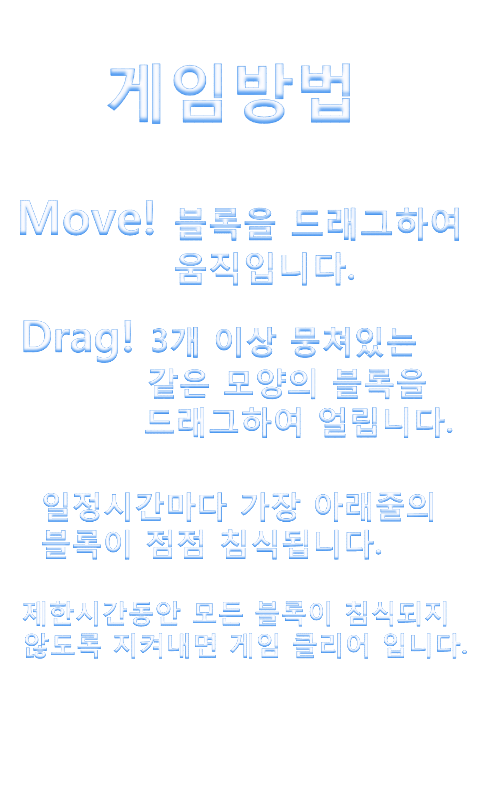 게임방법
Move! 블록을 드래그하여
움직입니다.
Drag! 3개 이상 뭉쳐있는
같은 모양의 블록을
드래그하여 얼립니다.
일정시간마다 가장 아래줄의
블록이 점점 침식됩니다.
제한시간동안 모든 블록이 침식되지
않도록 지켜내면 게임 클리어 입니다.